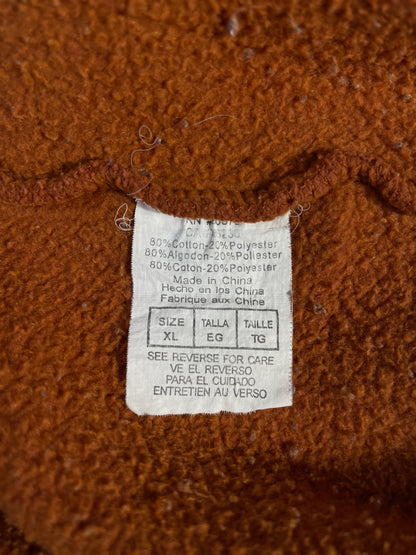 80%Cotton-20%Polyester
80%Algodon-20%Poliester
80%Coton-20%Polyester
Made in China
Hecho en los China
Fabrique aux Chine
SIZE TALLA TAILLE
XL EG TG
SEE REVERSE FOR CARE
VE EL REVERSO
PARA EL CUIDADO
ENTRETIEN AU VERSO